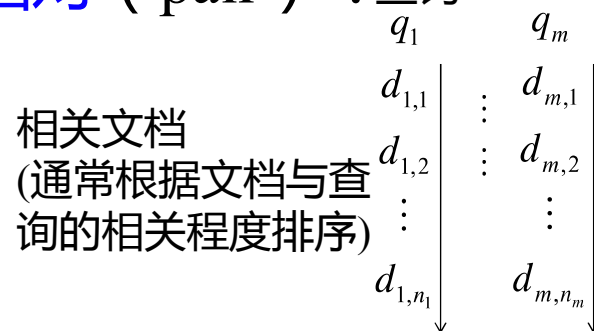 (pair)
q_1 q_m
d_{1,1} ⋮ d_{m,1}
相关文档
(通常根据文档与查 d_{1,2} ⋮ d_{m,2}
询的相关程度排序) ⋮ ⋮
d_{1,n_1} d_{m,n_m}